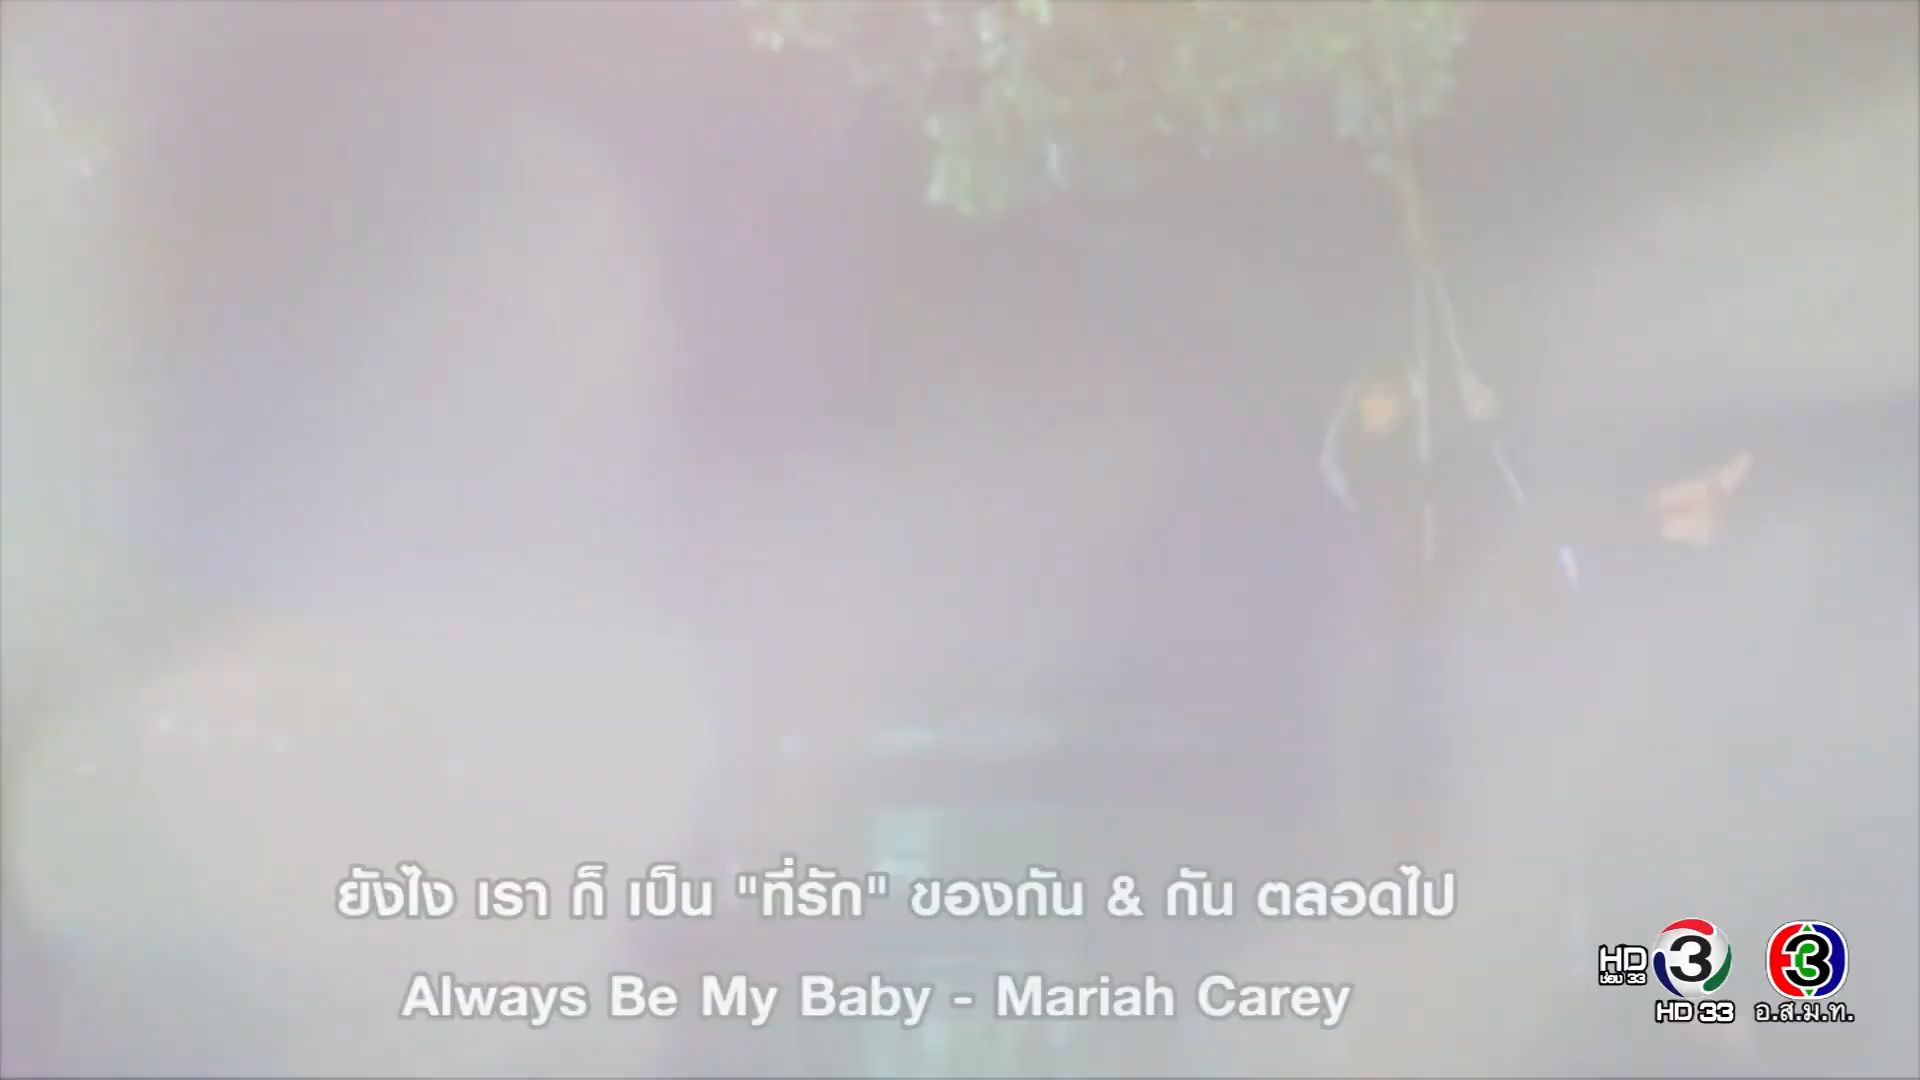 ยังไง เรา ก็ เป็น "ที่รัก" ของกัน & กัน ตลอดไป
Always Be My Baby - Mariah Carey
HD
ช่อง 33
3
HD 33
3
อ.ส.ม.ท.